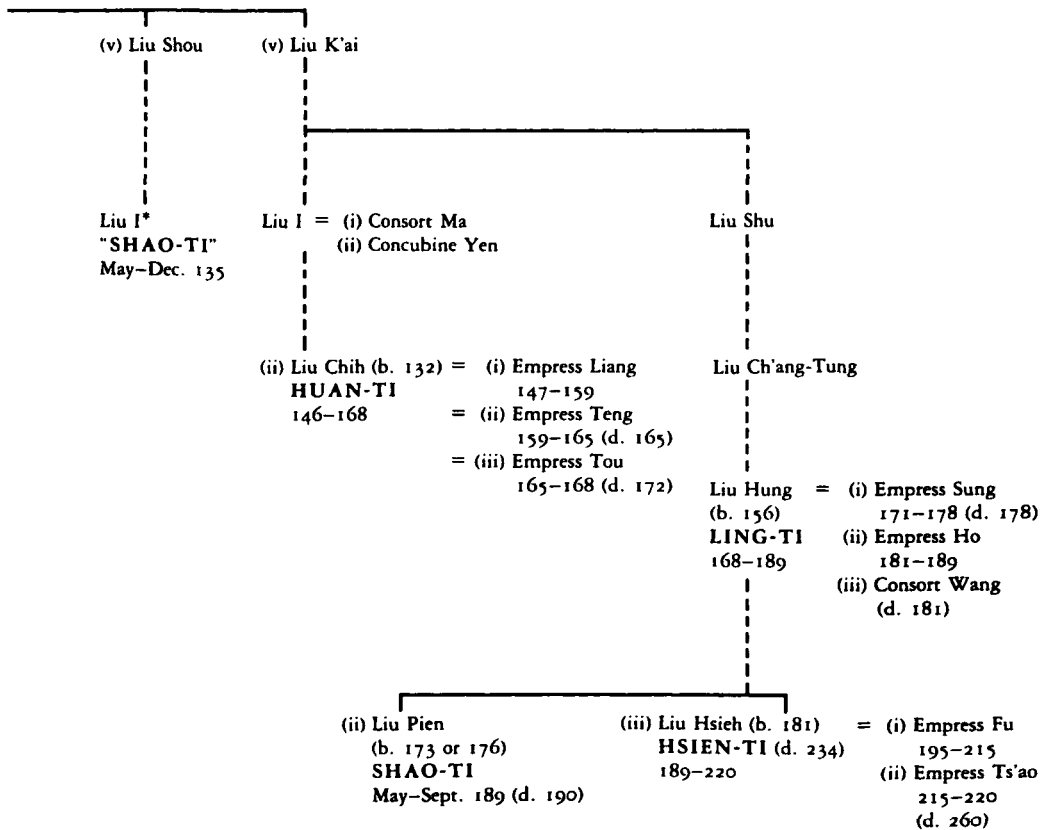 (v) Liu Shou (v) Liu K'ai
Liu I* Liu I = (i) Consort Ma Liu Shu
"SHAO-TI" (ii) Concubine Yen
May–Dec. 135
(ii) Liu Chih (b. 132) = (i) Empress Liang Liu Ch'ang-Tung
HUAN-TI 147–159
146–168 = (ii) Empress Teng
159–165 (d. 165)
= (iii) Empress Tou
165–168 (d. 172)
Liu Hung = (i) Empress Sung
(b. 156) 171–178 (d. 178)
LING-TI (ii) Empress Ho
168–189 181–189
(iii) Consort Wang
(d. 181)
(ii) Liu Pien (iii) Liu Hsieh (b. 181) = (i) Empress Fu
(b. 173 or 176) HSIEN-TI (d. 234) 195–215
SHAO-TI 189–220 (ii) Empress Ts'ao
May–Sept. 189 (d. 190) 215–220
(d. 260)